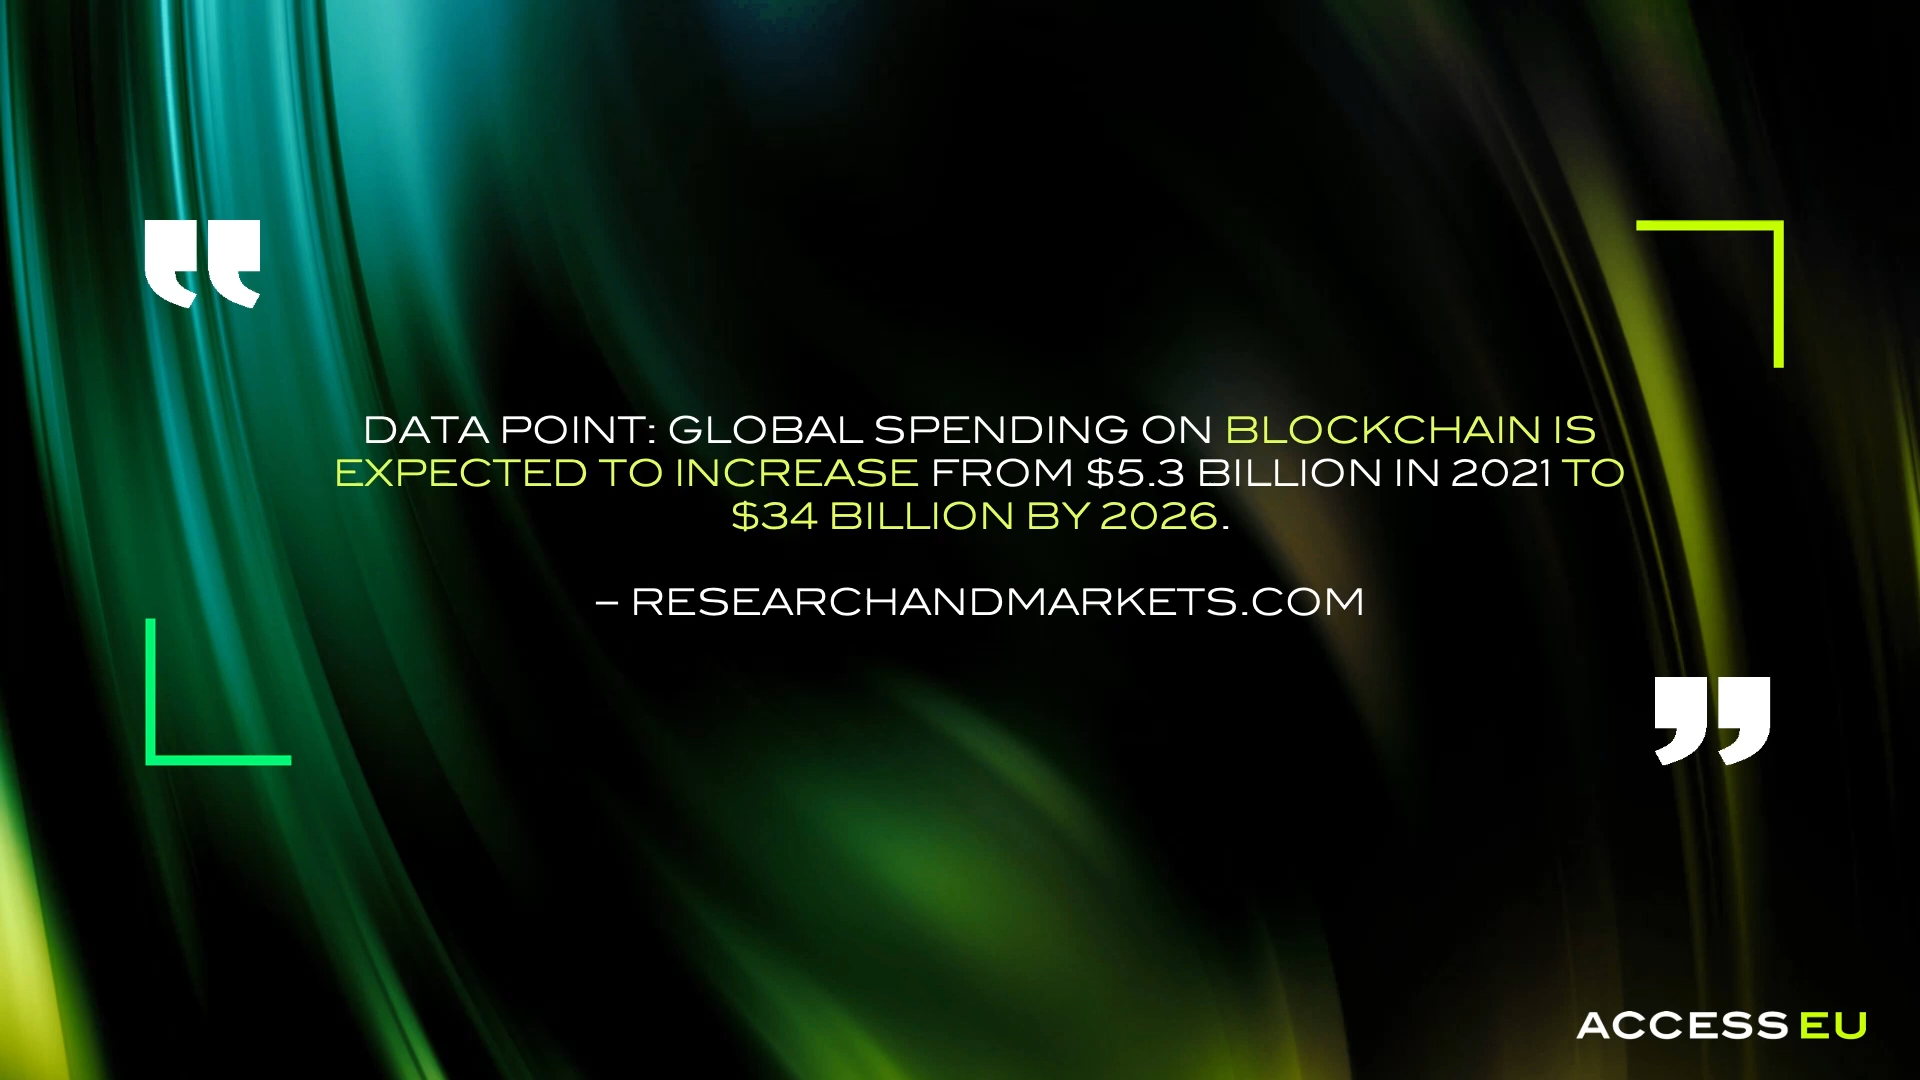 DATA POINT: GLOBAL SPENDING ON BLOCKCHAIN IS
EXPECTED TO INCREASE FROM $5.3 BILLION IN 2021 TO
$34 BILLION BY 2026.
– RESEARCHANDMARKETS.COM
ACCESS EU